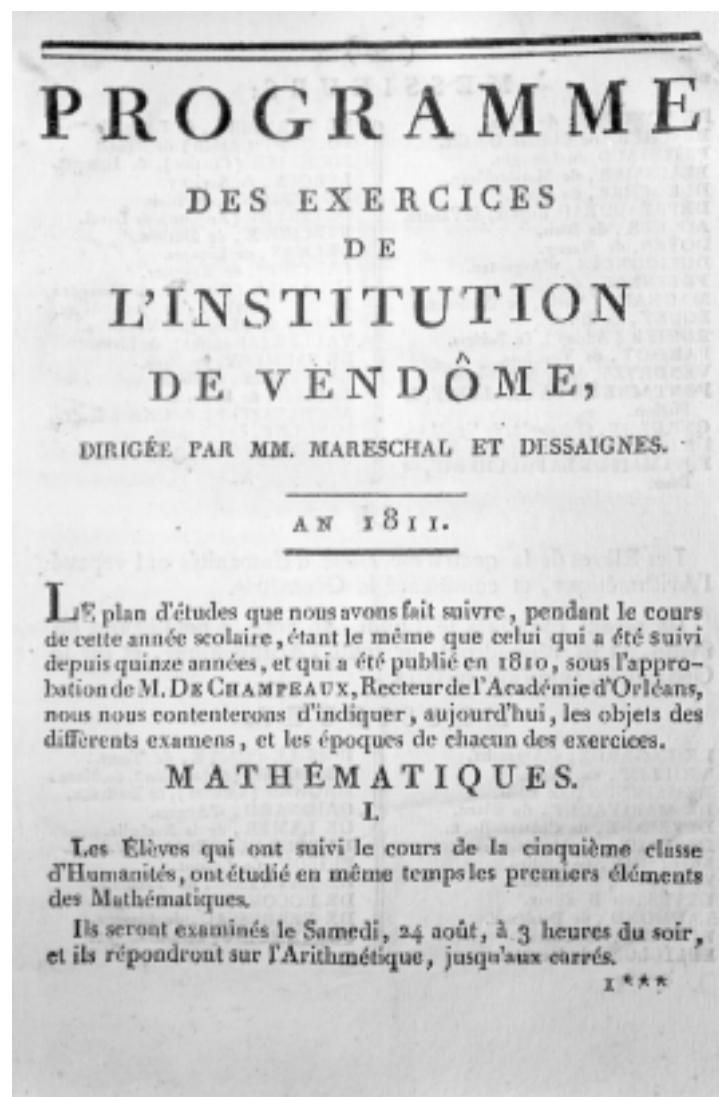 PROGRAMME
DES EXERCICES
DE
L'INSTITUTION
DE VENDÔME,
DIRIGÉE PAR MM. MARESCHAL ET DESSAIGNES.
AN 1811.
LE plan d'études que nous avons fait suivre, pendant le cours
de cette année scolaire, étant le même que celui qui a été suivi
depuis quinze années, et qui a été publié en 1810, sous l'appro-
bation de M. DE CHAMPEAUX, Recteur de l'Académie d'Orléans,
nous nous contenterons d'indiquer, aujourd'hui, les objets des
différents examens, et les époques de chacun des exercices.
MATHÉMATIQUES.
I.
Les Élèves qui ont suivi le cours de la cinquième classe
d'Humanités, ont étudié en même temps les premiers éléments
des Mathématiques.
Ils seront examinés le Samedi, 24 août, à 3 heures du soir,
et ils répondront sur l'Arithmétique, jusqu'aux carrés.
1***